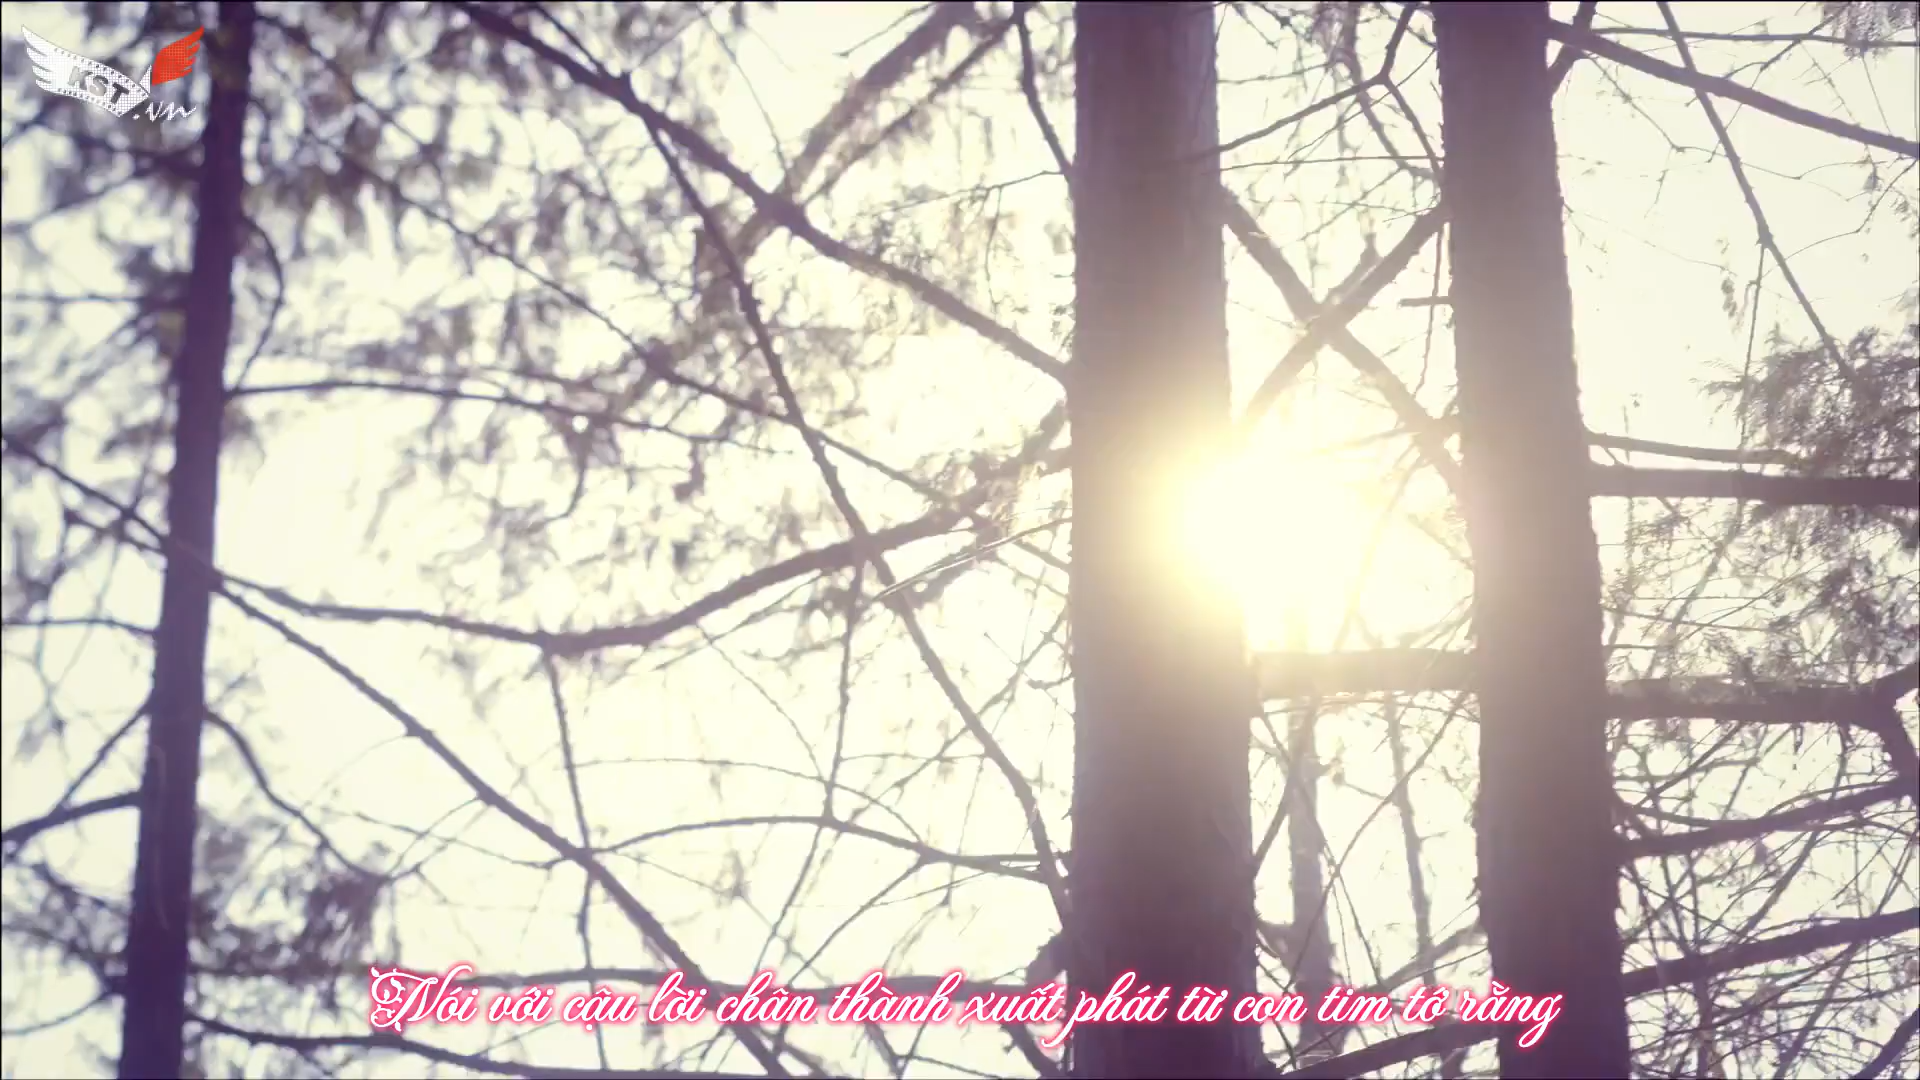 KST.VN
Nói với cậu lời chân thành xuất phát từ con tim tớ rằng